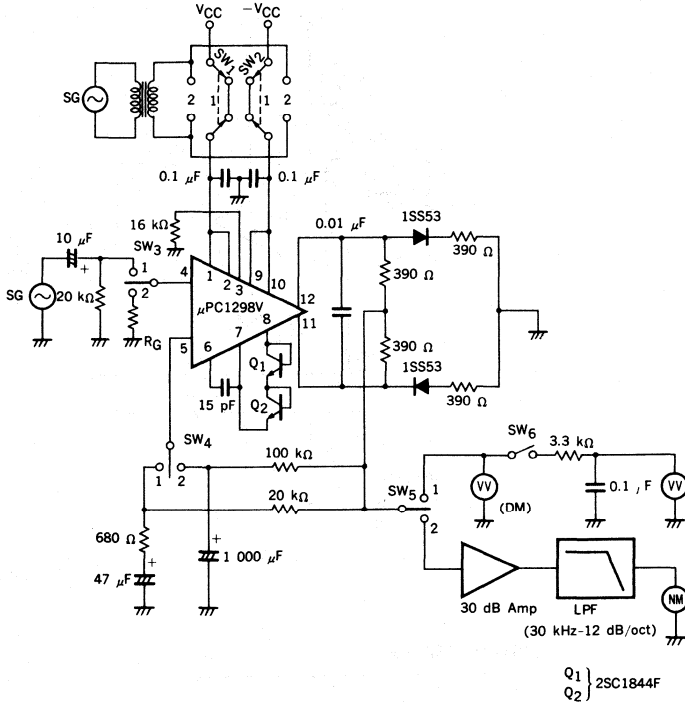 VCC
−VCC
SW1
SW2
SG
2
1
1
2
0.1 μF
0.1 μF
16 kΩ
0.01 μF
1SS53
390 Ω
10 μF
+
SW3
1
2
SG
20 kΩ
RG
4
5
1
2
3
9
10
μPC1298V
12
11
6
7
8
390 Ω
390 Ω
1SS53
390 Ω
15 pF
Q1
Q2
SW4
1
2
100 kΩ
20 kΩ
SW5
1
2
SW6
3.3 kΩ
VV
(DM)
0.1 / F
VV
680 Ω
+
47 μF
+
1 000 μF
30 dB Amp
LPF
(30 kHz-12 dB/oct)
NM
Q1
Q2
} 2SC1844F